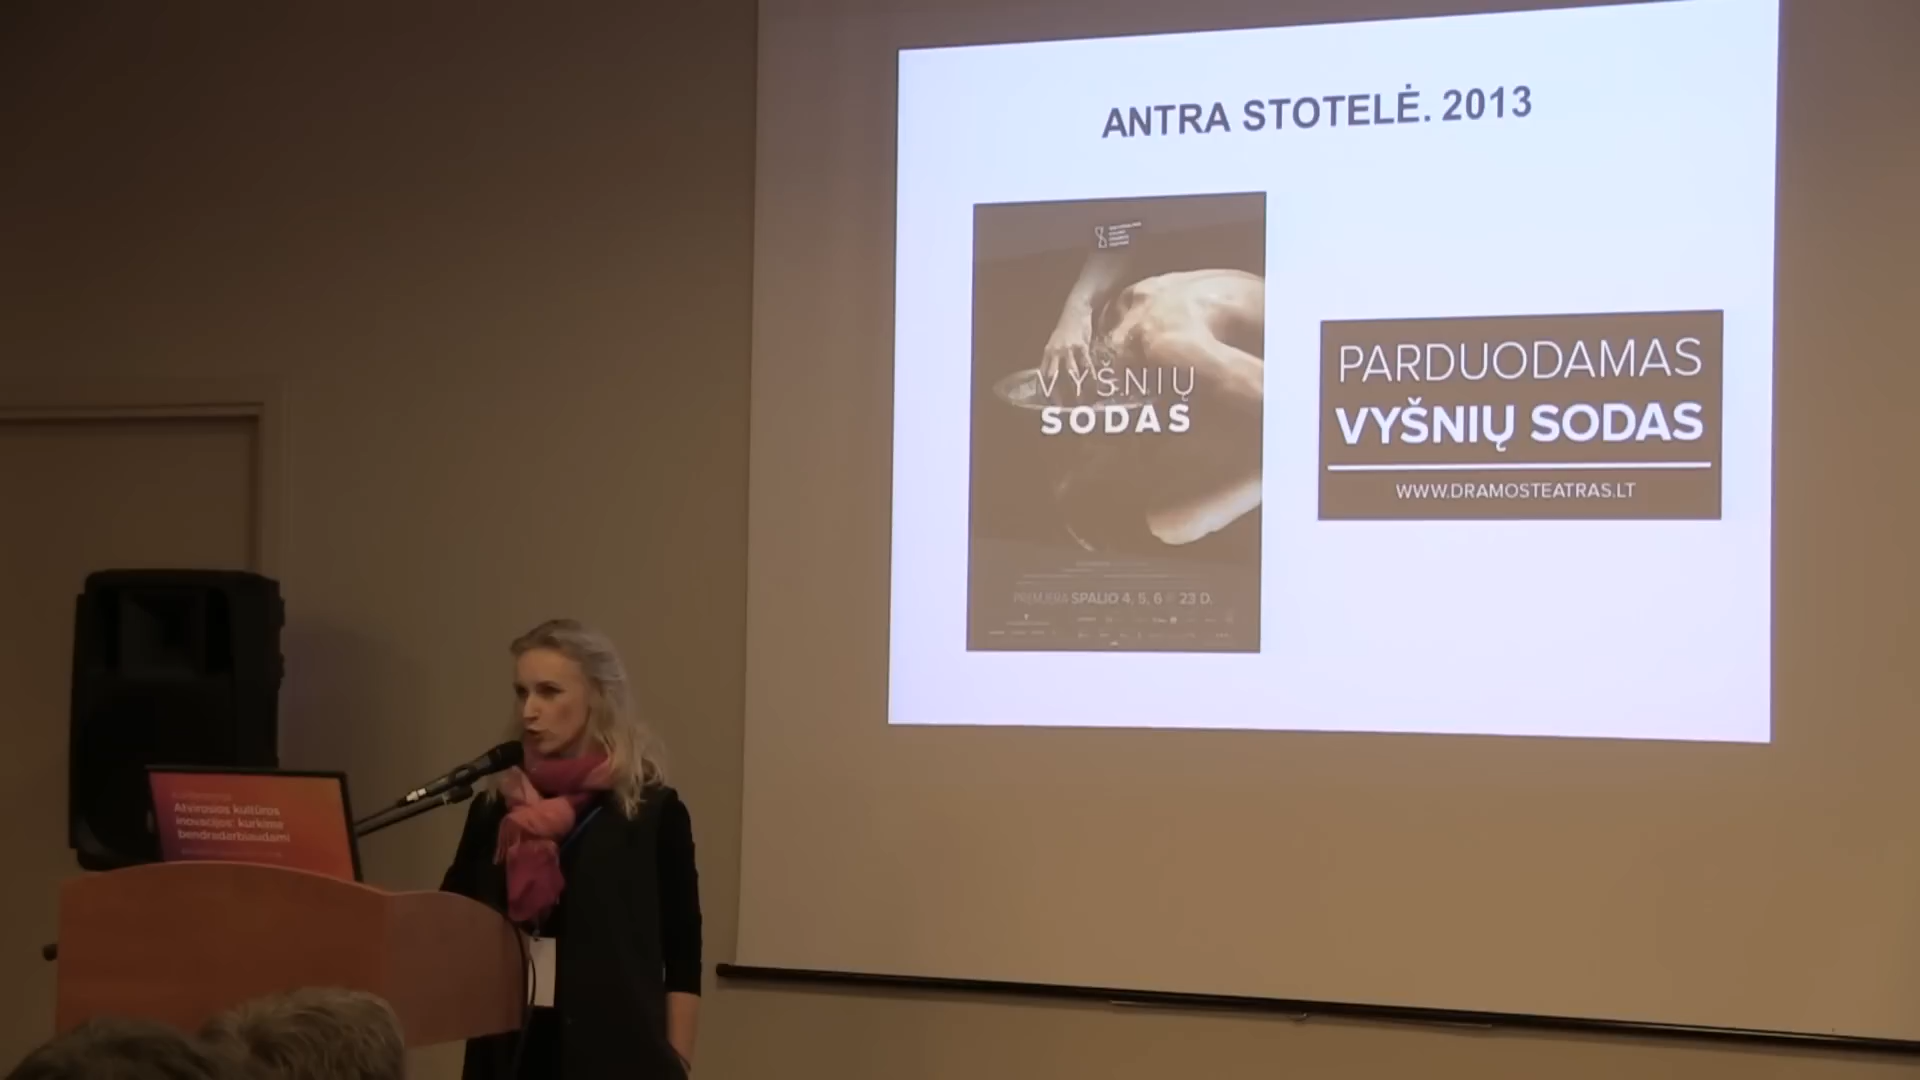 ANTRA STOTELĖ. 2013
VYŠNIŲ
SODAS
PREMJERA SPALIO 4, 5, 6 23 D.
PARDUODAMAS
VYŠNIŲ SODAS
WWW.DRAMOSTEATRAS.LT
Atvirosios kultūros
inovacijos: kurkime
bendradarbiaudami